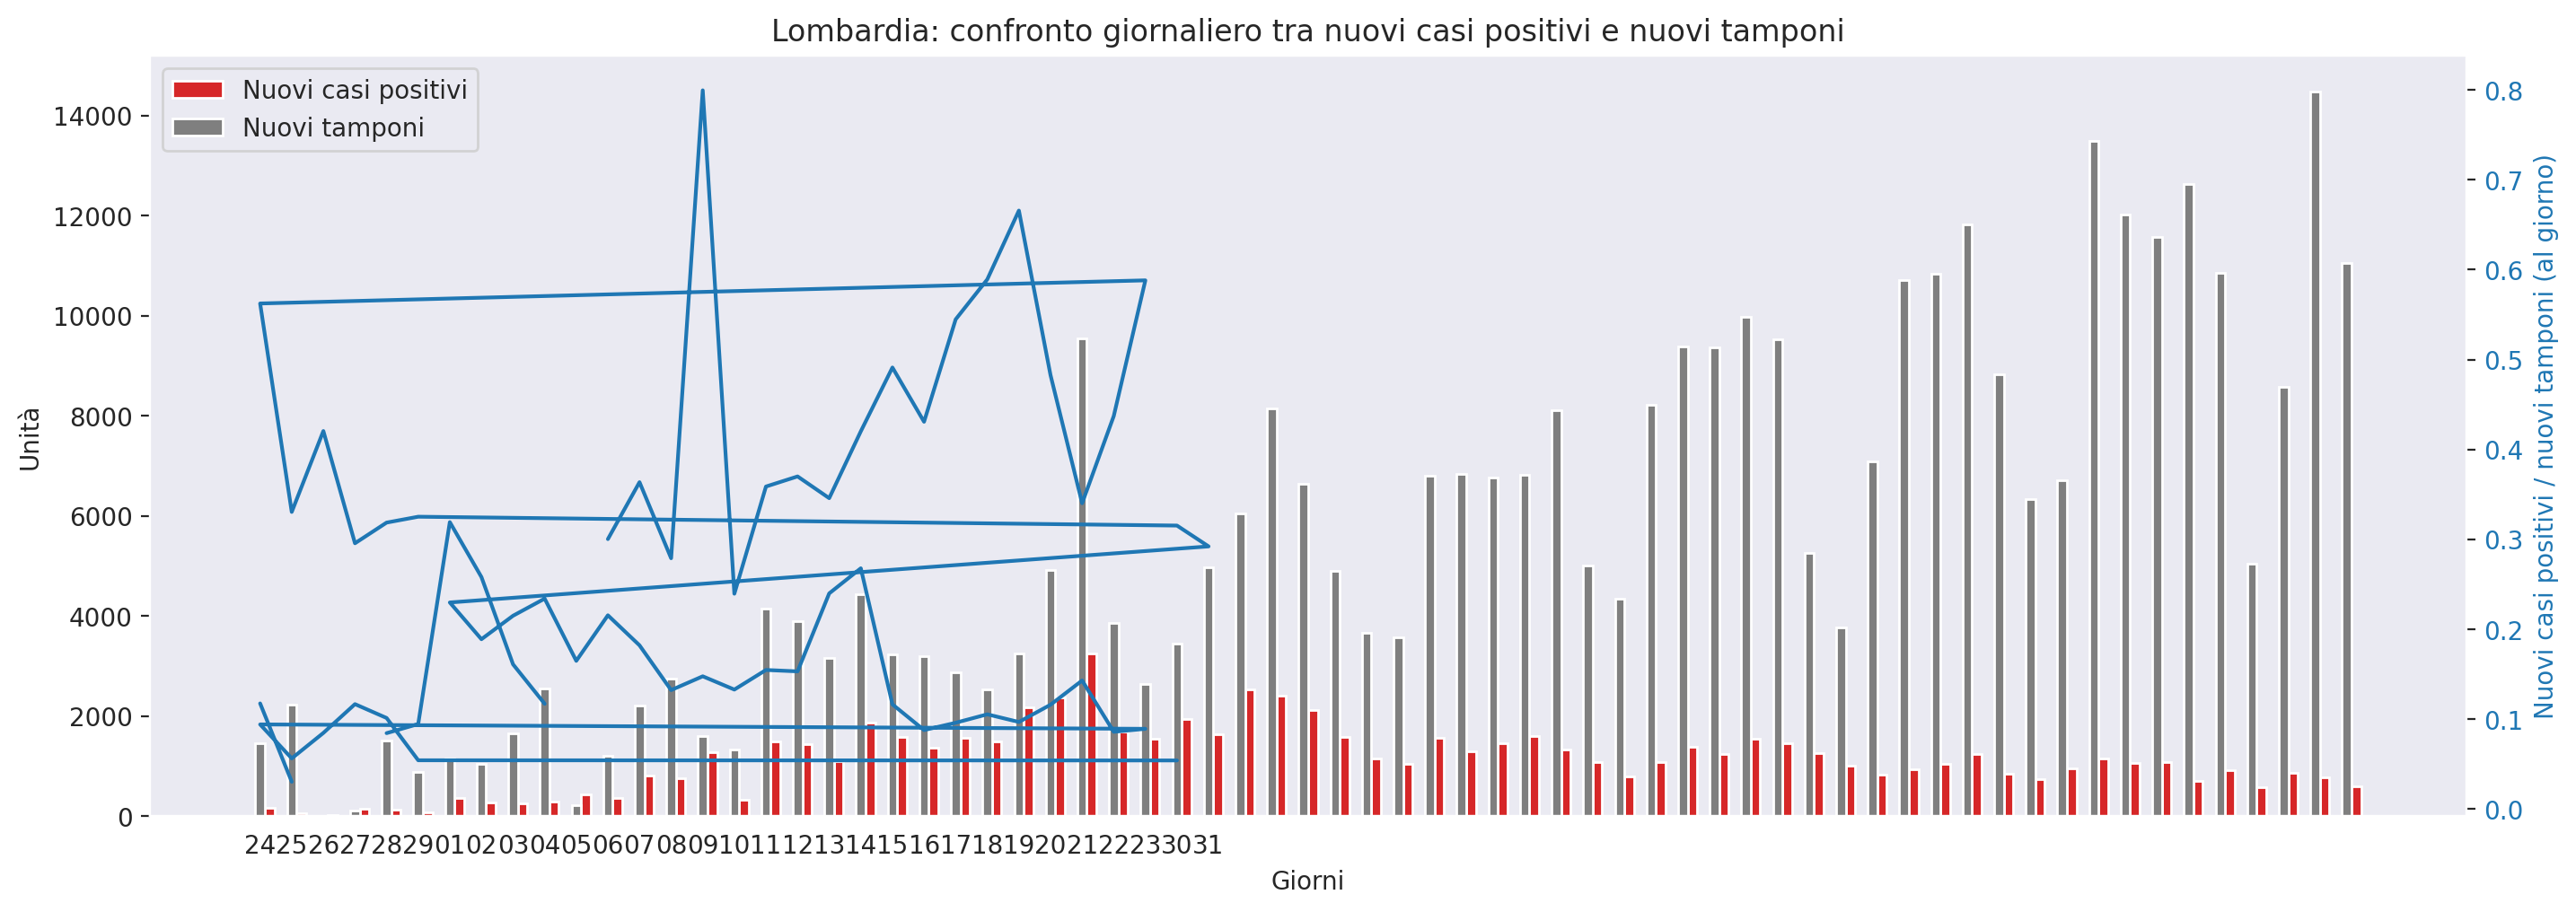 Lombardia: confronto giornaliero tra nuovi casi positivi e nuovi tamponi
Nuovi casi positivi
Nuovi tamponi
14000
12000
10000
8000
6000
4000
2000
0
Unità
0.8
0.7
0.6
0.5
0.4
0.3
0.2
0.1
0.0
Nuovi casi positivi / nuovi tamponi (al giorno)
24 25 26 27 28 29 01 02 03 04 05 06 07 08 09 10 11 12 13 14 15 16 17 18 19 20 21 22 23 30 31
Giorni